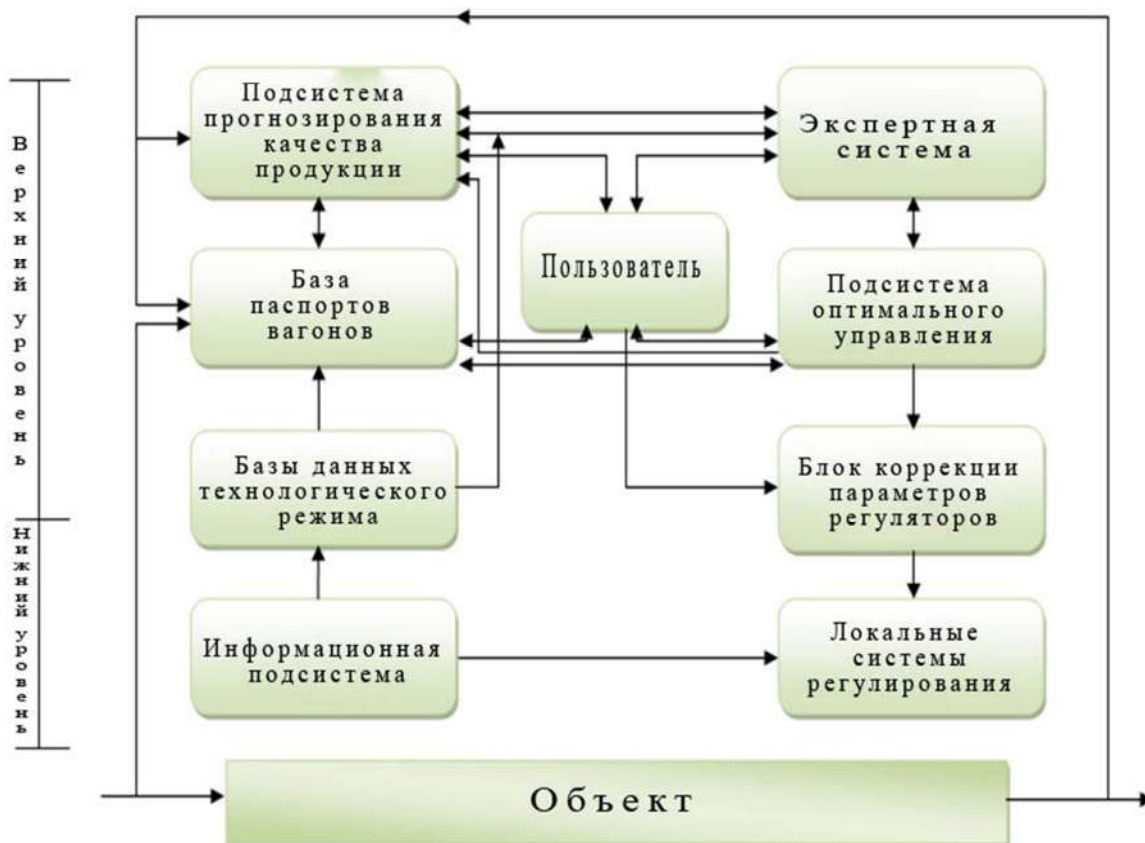 Верхний уровень
Нижний уровень
Подсистема
прогнозирования
качества
продукции
Экспертная
система
Пользователь
База
паспортов
вагонов
Подсистема
оптимального
управления
Базы данных
технологического
режима
Блок коррекции
параметров
регуляторов
Информационная
подсистема
Локальные
системы
регулирования
Объект